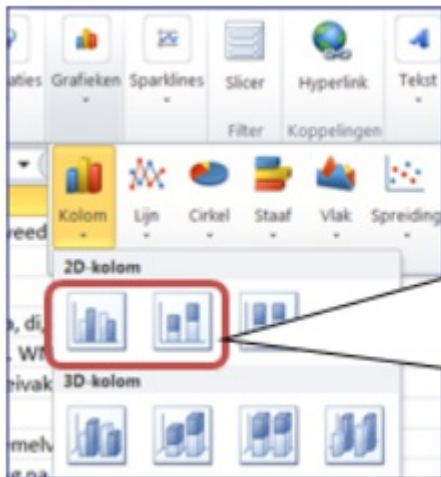 Grafieken Sparklines Slicer Hyperlink Tekst
Filter Koppelingen
Kolom Lijn Cirkel Staaf Vlak Spreiding
2D-kolom
3D-kolom